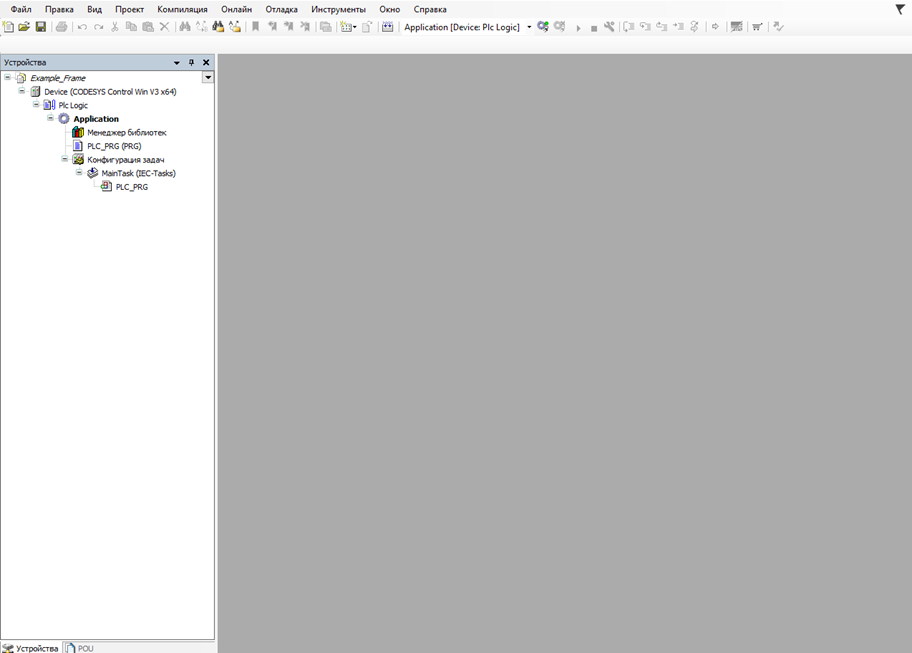 Файл Правка Вид Проект Компиляция Онлайн Отладка Инструменты Окно Справка
Application [Device: Plc Logic]
Устройства
Example_Frame
Device (CODESYS Control Win V3 x64)
Plc Logic
Application
Менеджер библиотек
PLC_PRG (PRG)
Конфигурация задач
MainTask (IEC-Tasks)
PLC_PRG
Устройства POU